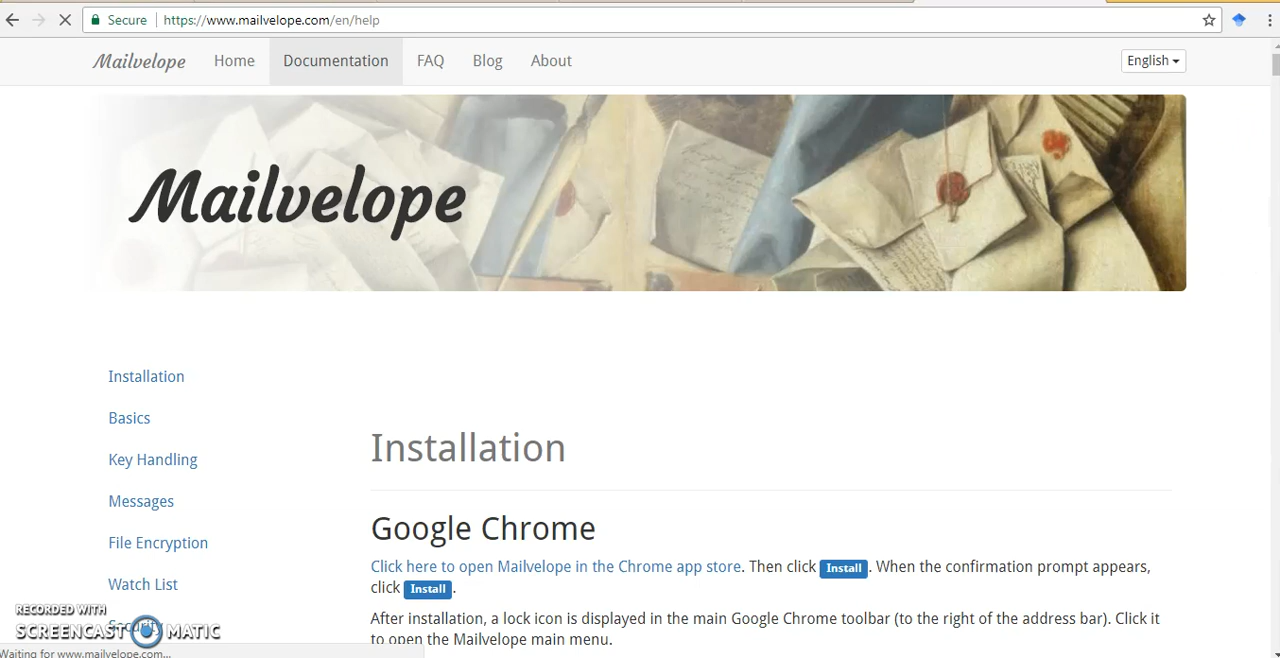 Secure https://www.mailvelope.com/en/help
Mailvelope Home Documentation FAQ Blog About English
Mailvelope
Installation
Basics
Key Handling
Messages
File Encryption
Watch List
Security
Installation
Google Chrome
Click here to open Mailvelope in the Chrome app store. Then click Install. When the confirmation prompt appears,
click Install.
After installation, a lock icon is displayed in the main Google Chrome toolbar (to the right of the address bar). Click it
to open the Mailvelope main menu.
RECORDED WITH
SCREENCAST MATIC
Waiting for www.mailvelope.com...